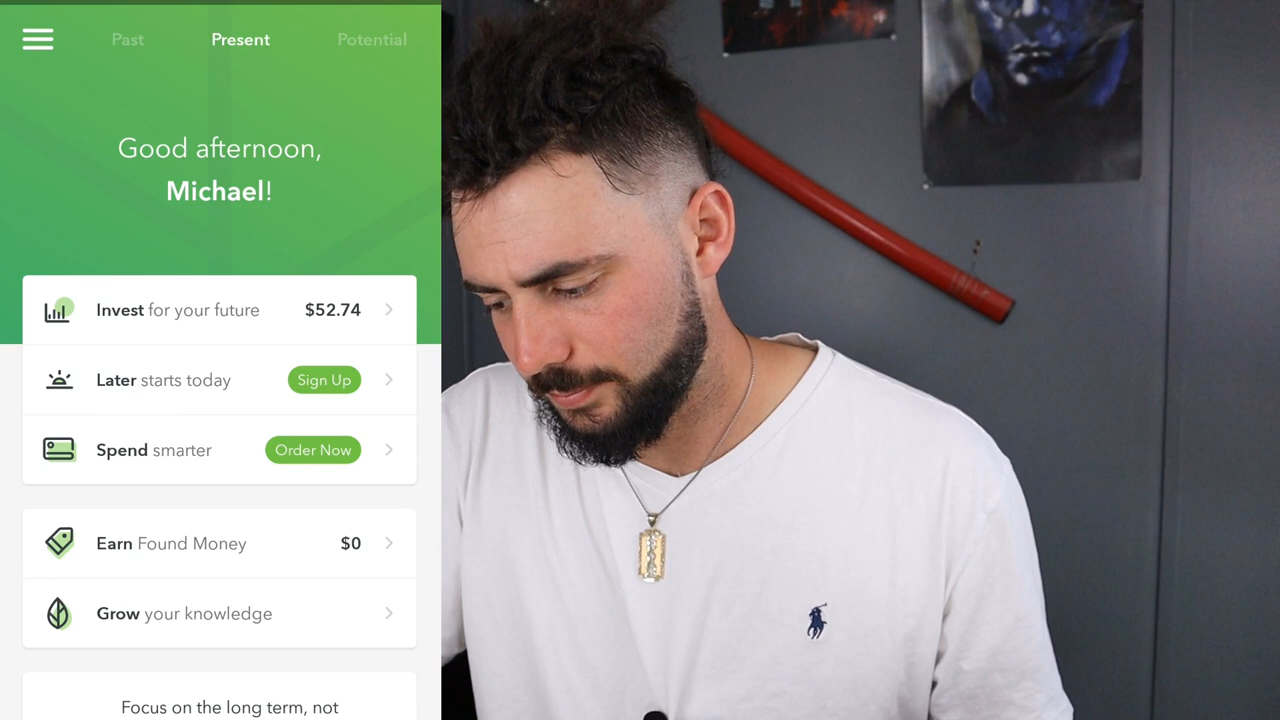 Past Present Potential
Good afternoon,
Michael!
Invest for your future $52.74
Later starts today Sign Up
Spend smarter Order Now
Earn Found Money $0
Grow your knowledge
Focus on the long term, not